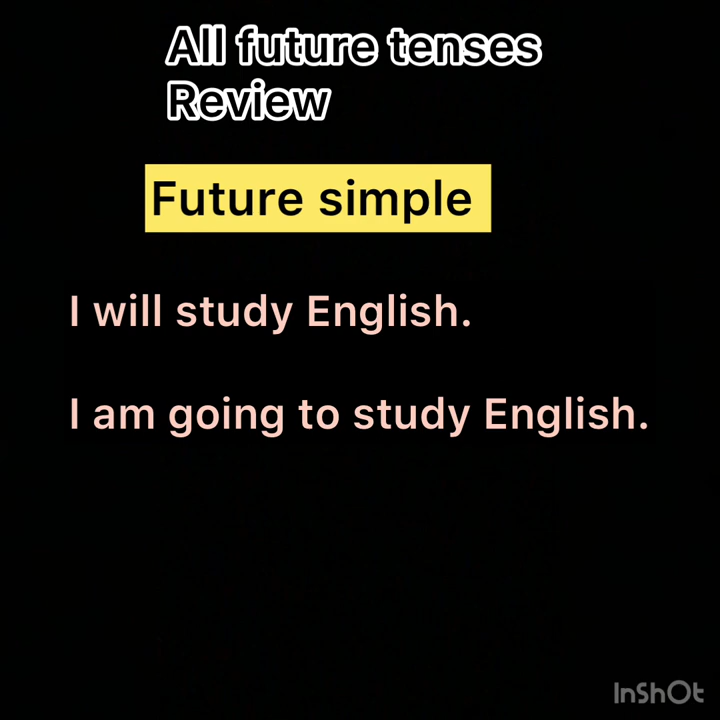 All future tenses
Review
Future simple
I will study English.
I am going to study English.
InShOt